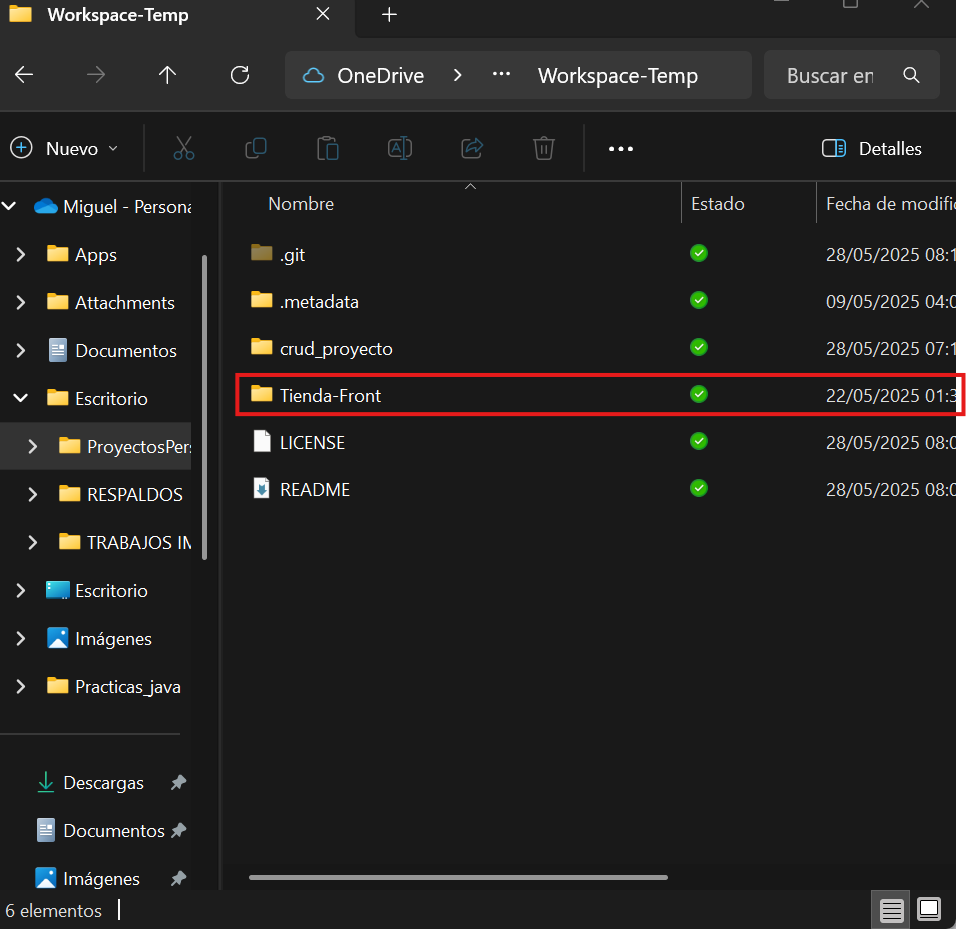 Workspace-Temp
OneDrive > ... Workspace-Temp
Buscar en
Nuevo
Detalles
Miguel - Persona
Apps
Attachments
Documentos
Escritorio
ProyectosPers
RESPALDOS
TRABAJOS IM
Escritorio
Imágenes
Practicas_java
Descargas
Documentos
Imágenes
Nombre Estado Fecha de modific
.git 28/05/2025 08:1
.metadata 09/05/2025 04:0
crud_proyecto 28/05/2025 07:1
Tienda-Front 22/05/2025 01:3
LICENSE 28/05/2025 08:0
README 28/05/2025 08:0
6 elementos